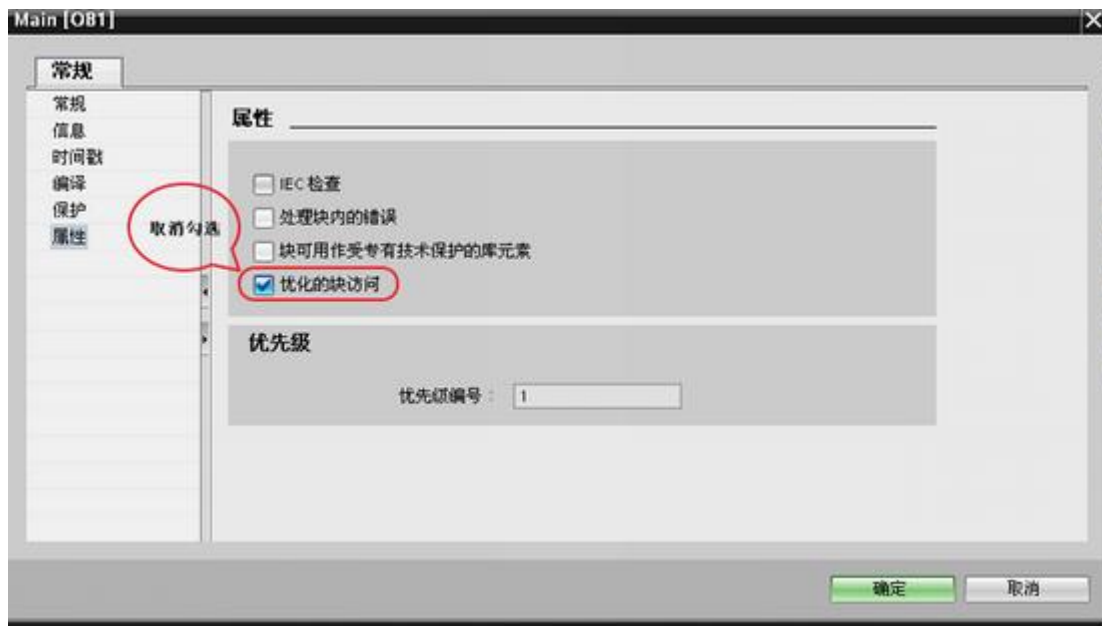 Main [OB1]
常规
常规
信息
时间戳
编译
保护
属性
属性
IEC 检查
处理块内的错误
块可用作受专有技术保护的库元素
优化的块访问
取消勾选
优先级
优先级编号：
1
确定
取消